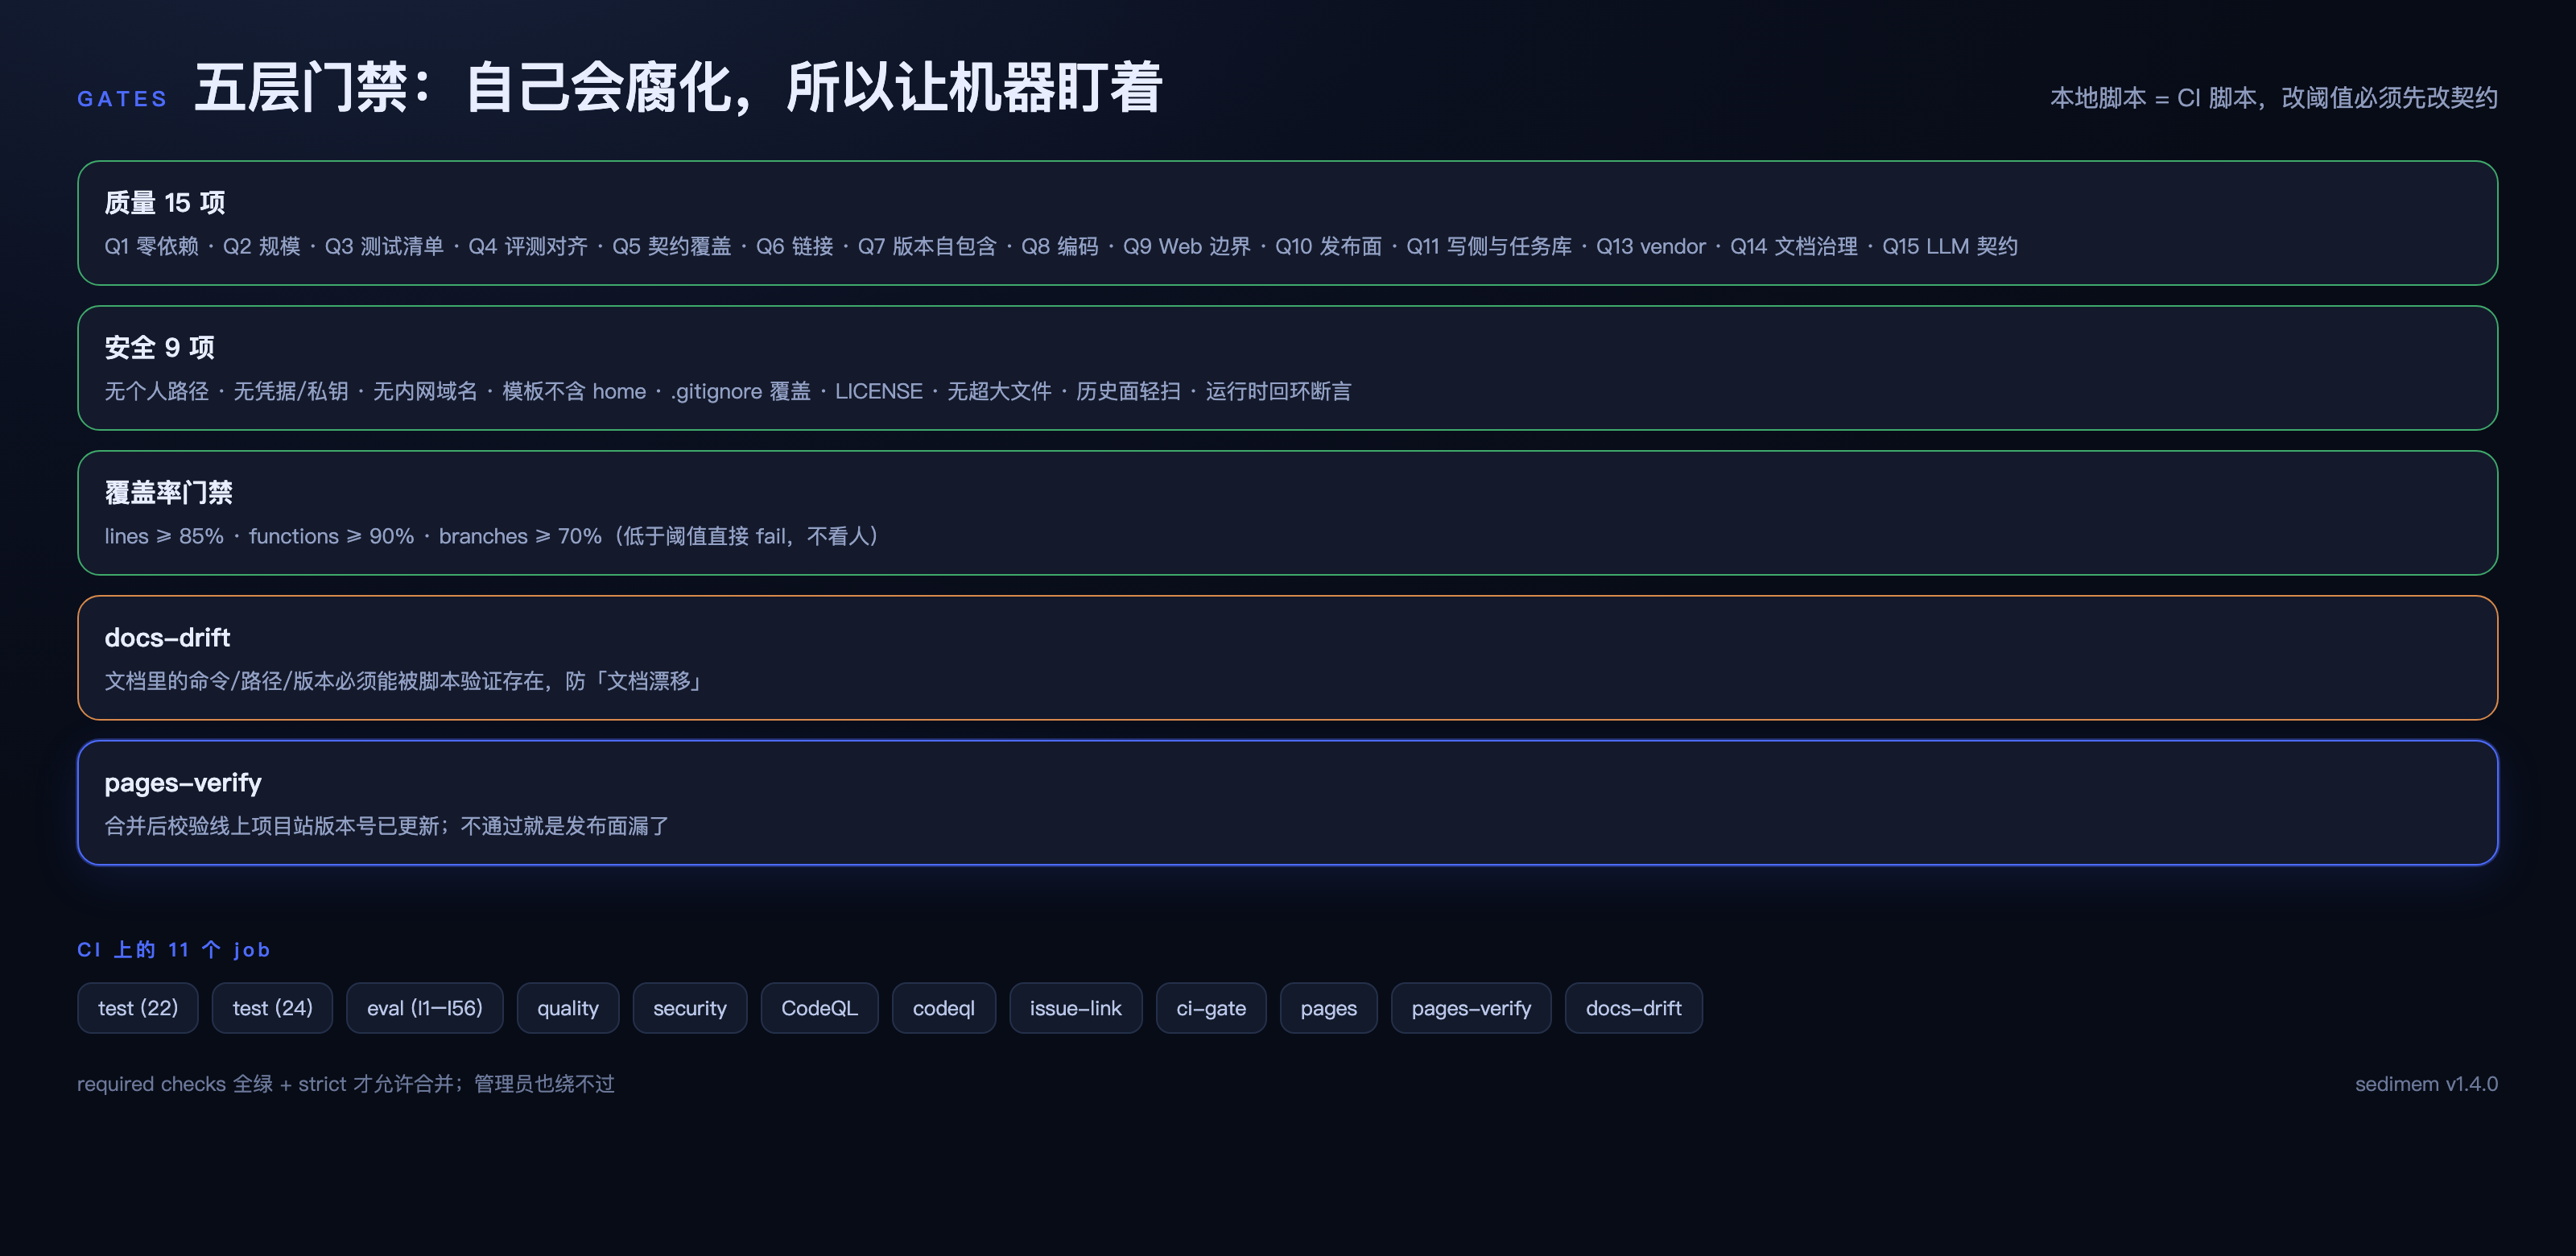 GATES 五层门禁：自己会腐化，所以让机器盯着
本地脚本 = CI 脚本，改阈值必须先改契约
质量 15 项
Q1 零依赖 · Q2 规模 · Q3 测试清单 · Q4 评测对齐 · Q5 契约覆盖 · Q6 链接 · Q7 版本自包含 · Q8 编码 · Q9 Web 边界 · Q10 发布面 · Q11 写侧与任务库 · Q13 vendor · Q14 文档治理 · Q15 LLM 契约
安全 9 项
无个人路径 · 无凭据/私钥 · 无内网域名 · 模板不含 home · .gitignore 覆盖 · LICENSE · 无超大文件 · 历史面轻扫 · 运行时回环断言
覆盖率门禁
lines ≥ 85% · functions ≥ 90% · branches ≥ 70%（低于阈值直接 fail，不看人）
docs-drift
文档里的命令/路径/版本必须能被脚本验证存在，防「文档漂移」
pages-verify
合并后校验线上项目站版本号已更新；不通过就是发布面漏了
CI 上的 11 个 job
test (22) test (24) eval (I1–I56) quality security CodeQL codeql issue-link ci-gate pages pages-verify docs-drift
required checks 全绿 + strict 才允许合并；管理员也绕不过
sedimem v1.4.0